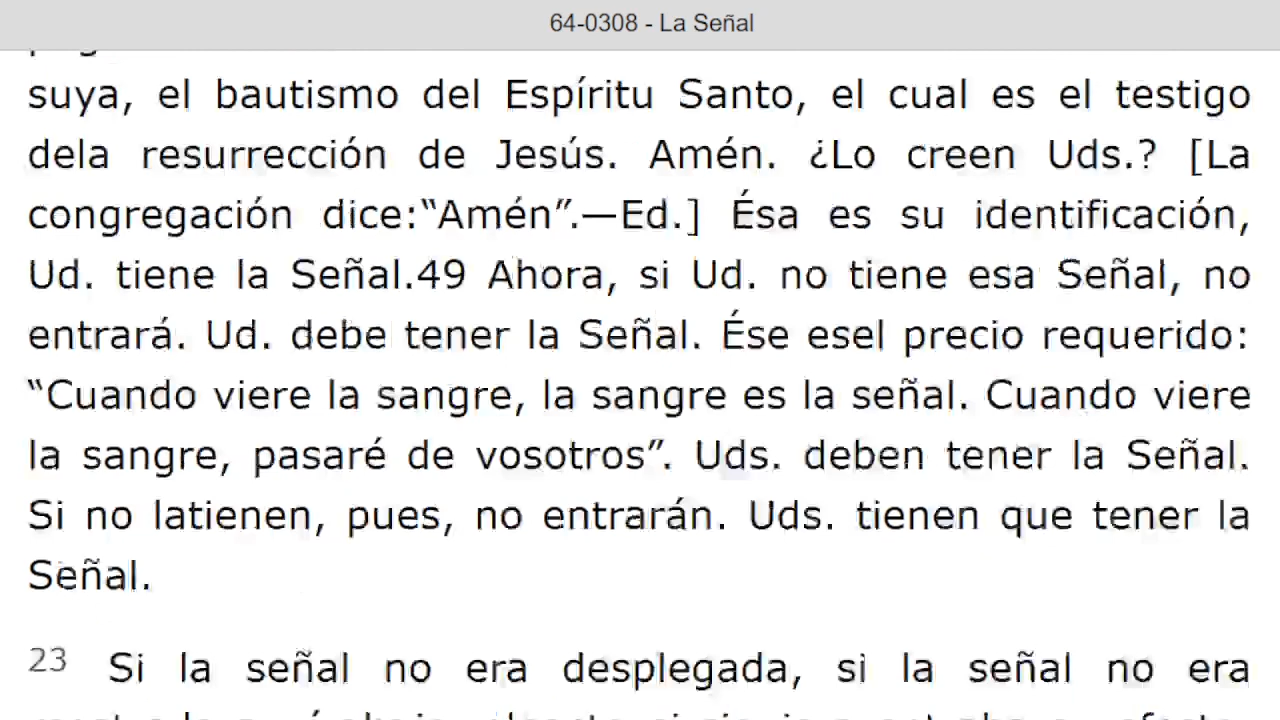 64-0308 - La Señal
suya, el bautismo del Espíritu Santo, el cual es el testigo
dela resurrección de Jesús. Amén. ¿Lo creen Uds.? [La
congregación dice:“Amén”.—Ed.] Ésa es su identificación,
Ud. tiene la Señal.49 Ahora, si Ud. no tiene esa Señal, no
entrará. Ud. debe tener la Señal. Ése esel precio requerido:
“Cuando viere la sangre, la sangre es la señal. Cuando viere
la sangre, pasaré de vosotros”. Uds. deben tener la Señal.
Si no latienen, pues, no entrarán. Uds. tienen que tener la
Señal.
23 Si la señal no era desplegada, si la señal no era